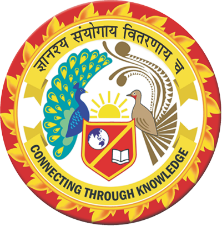 ज्ञानस्य संयोगाय वितरणाय च
CONNECTING THROUGH KNOWLEDGE